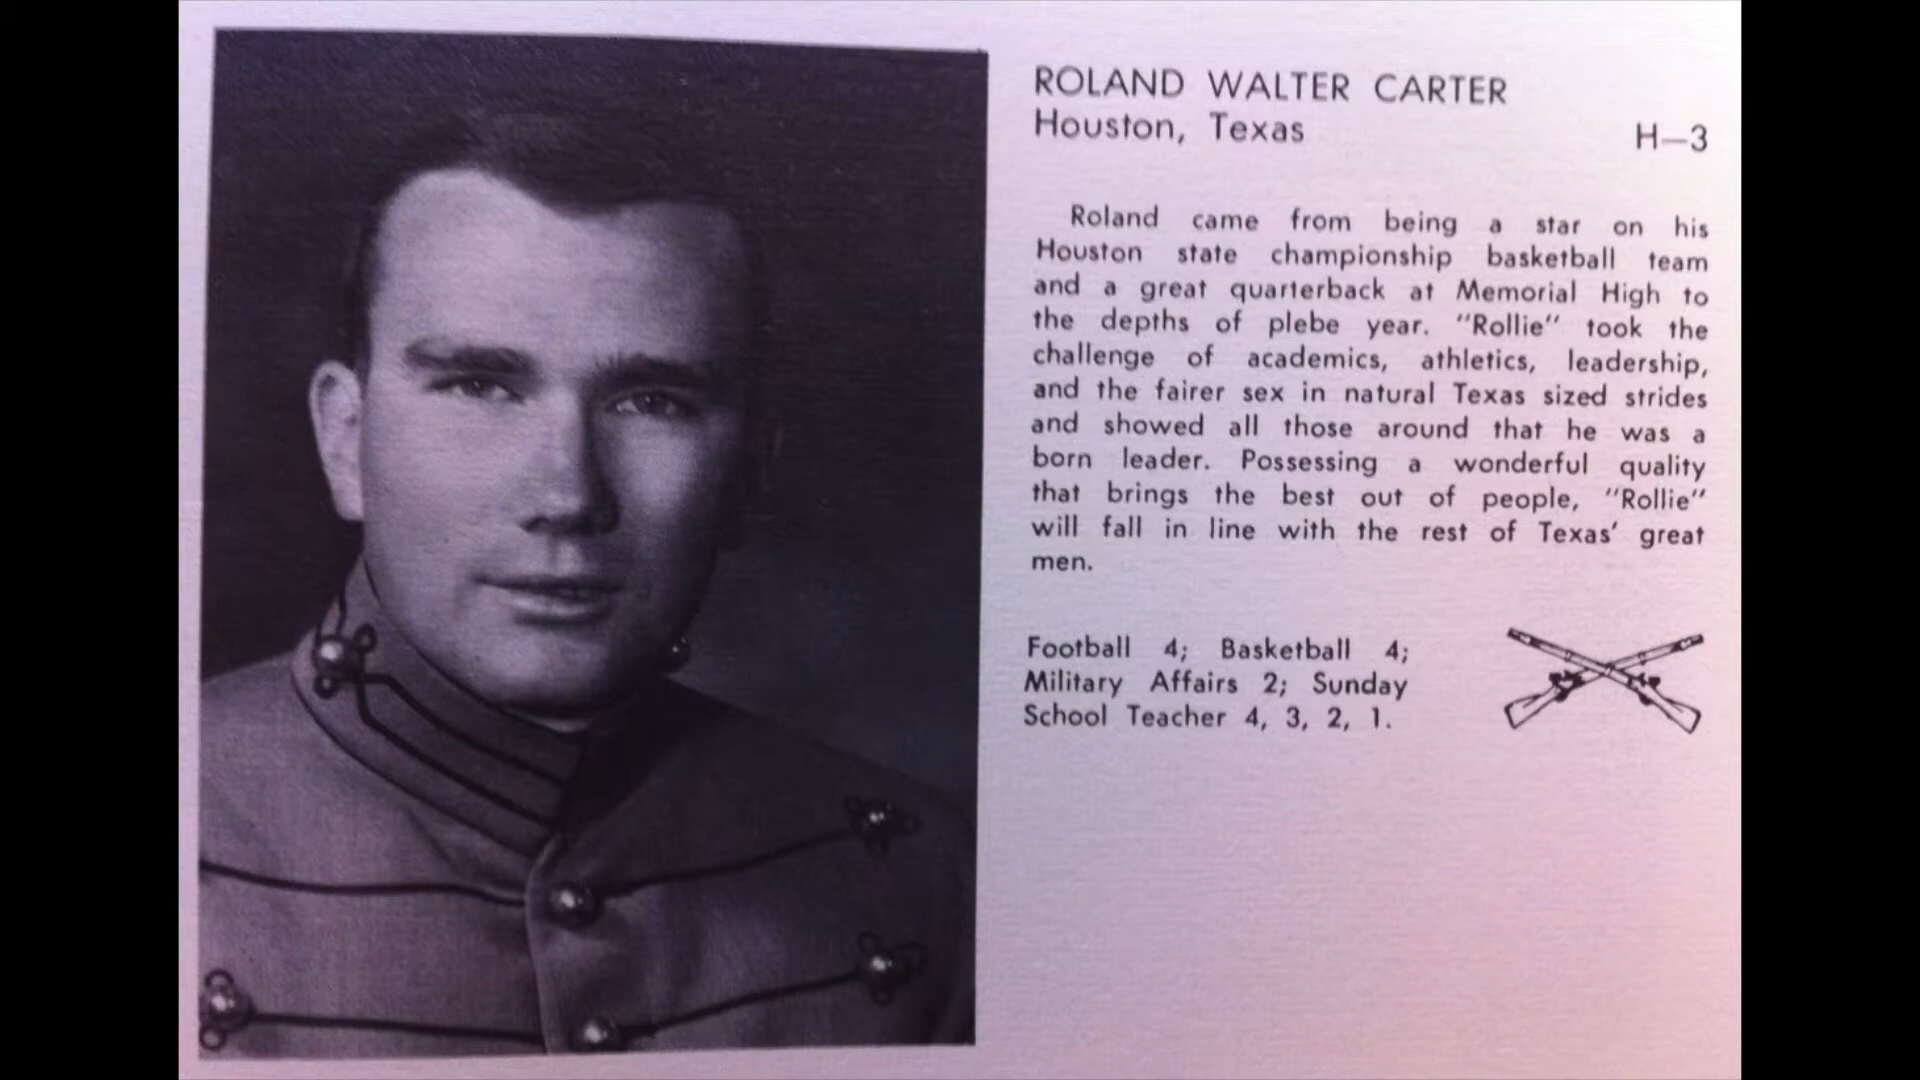 ROLAND WALTER CARTER
Houston, Texas H–3
Roland came from being a star on his
Houston state championship basketball team
and a great quarterback at Memorial High to
the depths of plebe year. "Rollie" took the
challenge of academics, athletics, leadership,
and the fairer sex in natural Texas sized strides
and showed all those around that he was a
born leader. Possessing a wonderful quality
that brings the best out of people, "Rollie"
will fall in line with the rest of Texas' great
men.
Football 4; Basketball 4;
Military Affairs 2; Sunday
School Teacher 4, 3, 2, 1.